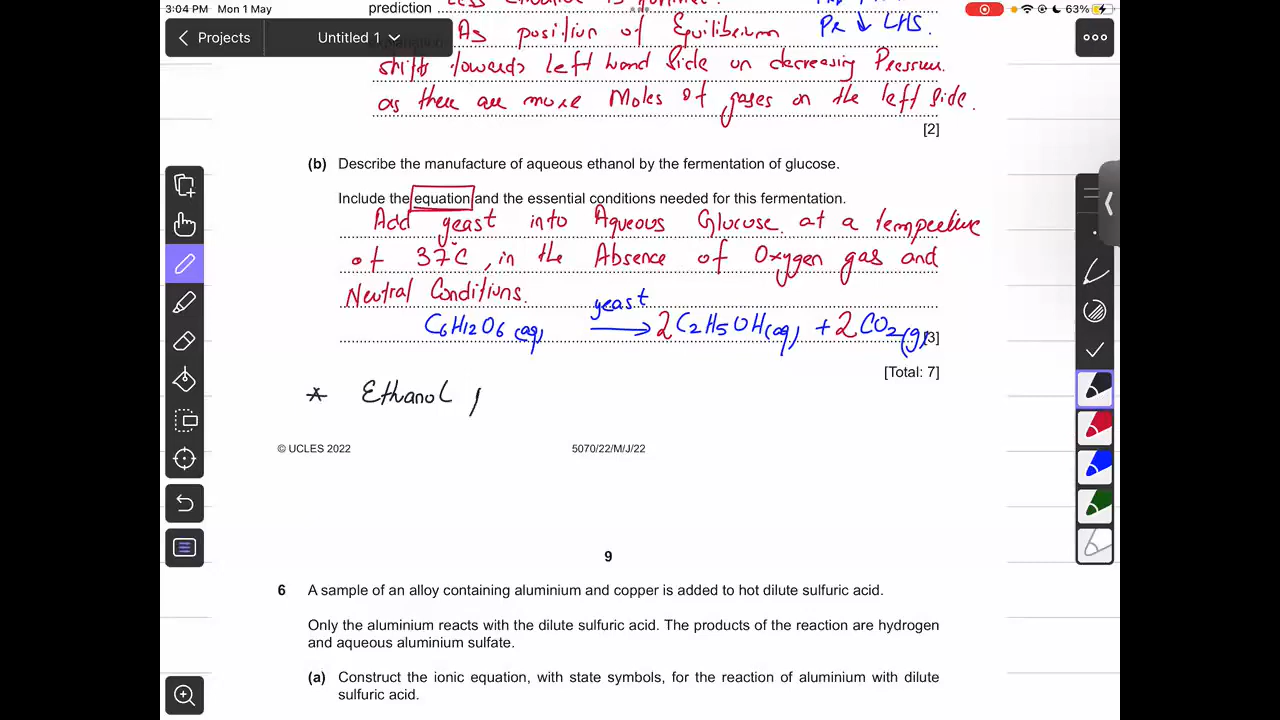 3:04 PM Mon 1 May
63%
prediction Less Ethanol is formed.
Projects
Untitled 1
As position of Equilibrium Pr ↓ LHS.
shifts towards left hand side on decreasing Pressure.
as there are more Moles of gases on the left side.
[2]
(b) Describe the manufacture of aqueous ethanol by the fermentation of glucose.
Include the equation and the essential conditions needed for this fermentation.
Add yeast into Aqueous Glucose at a temperature
of 37°C, in the Absence of Oxygen gas and
Neutral Conditions.
yeast
C6H12O6 (aq) → 2C2H5OH(aq) + 2CO2(g)
[3]
[Total: 7]
* Ethanol
© UCLES 2022
5070/22/M/J/22
9
6 A sample of an alloy containing aluminium and copper is added to hot dilute sulfuric acid.
Only the aluminium reacts with the dilute sulfuric acid. The products of the reaction are hydrogen
and aqueous aluminium sulfate.
(a) Construct the ionic equation, with state symbols, for the reaction of aluminium with dilute
sulfuric acid.